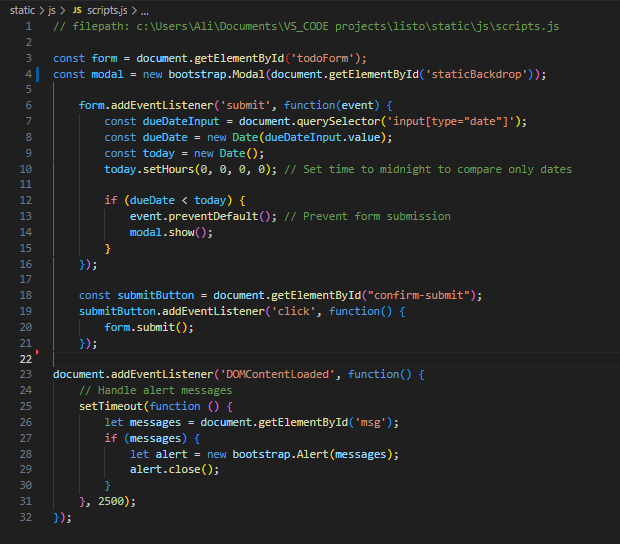 static > js > JS scripts.js > ...
1 // filepath: c:\Users\Ali\Documents\VS_CODE projects\listo\static\js\scripts.js
2
3 const form = document.getElementById('todoForm');
4 const modal = new bootstrap.Modal(document.getElementById('staticBackdrop'));
5
6     form.addEventListener('submit', function(event) {
7         const dueDateInput = document.querySelector('input[type="date"]');
8         const dueDate = new Date(dueDateInput.value);
9         const today = new Date();
10         today.setHours(0, 0, 0, 0); // Set time to midnight to compare only dates
11
12         if (dueDate < today) {
13             event.preventDefault(); // Prevent form submission
14             modal.show();
15         }
16     });
17
18     const submitButton = document.getElementById("confirm-submit");
19     submitButton.addEventListener('click', function() {
20         form.submit();
21     });
22
23 document.addEventListener('DOMContentLoaded', function() {
24     // Handle alert messages
25     setTimeout(function () {
26         let messages = document.getElementById('msg');
27         if (messages) {
28             let alert = new bootstrap.Alert(messages);
29             alert.close();
30         }
31     }, 2500);
32 });